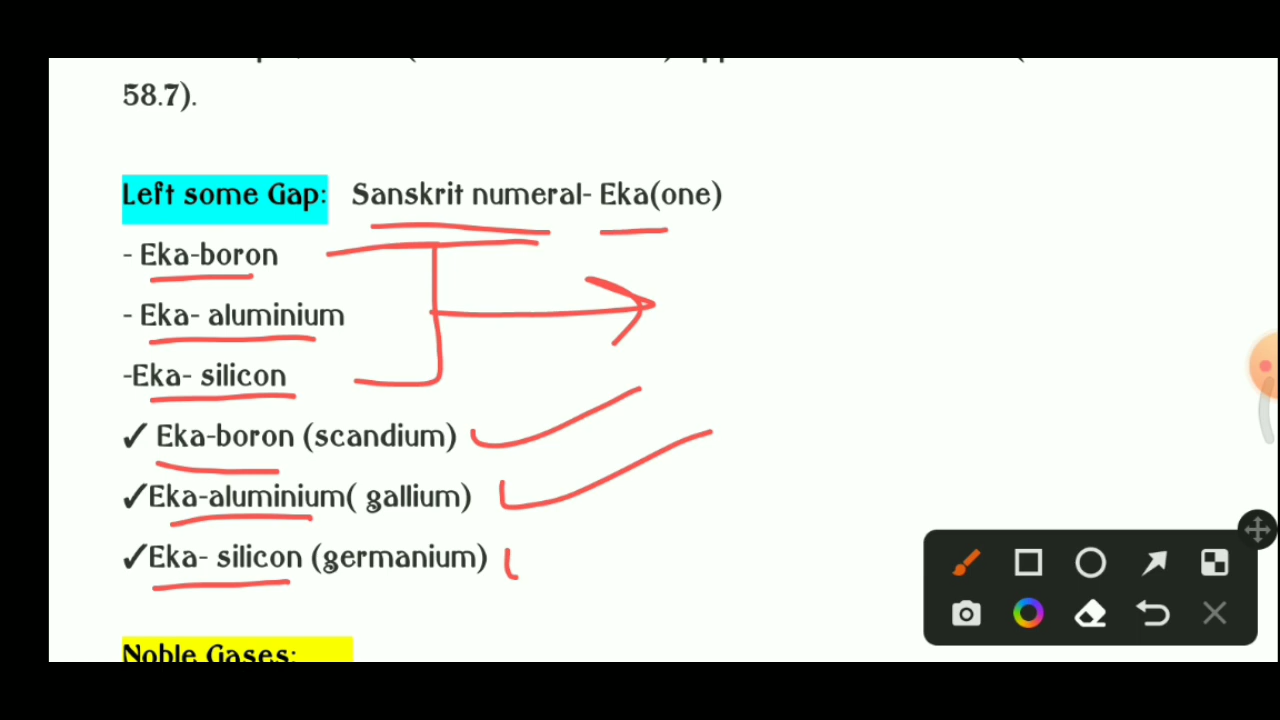 58.7).
Left some Gap: Sanskrit numeral- Eka(one)
- Eka-boron
- Eka- aluminium
-Eka- silicon
✓ Eka-boron (scandium)
✓Eka-aluminium( gallium)
✓Eka- silicon (germanium)
Noble Gases: